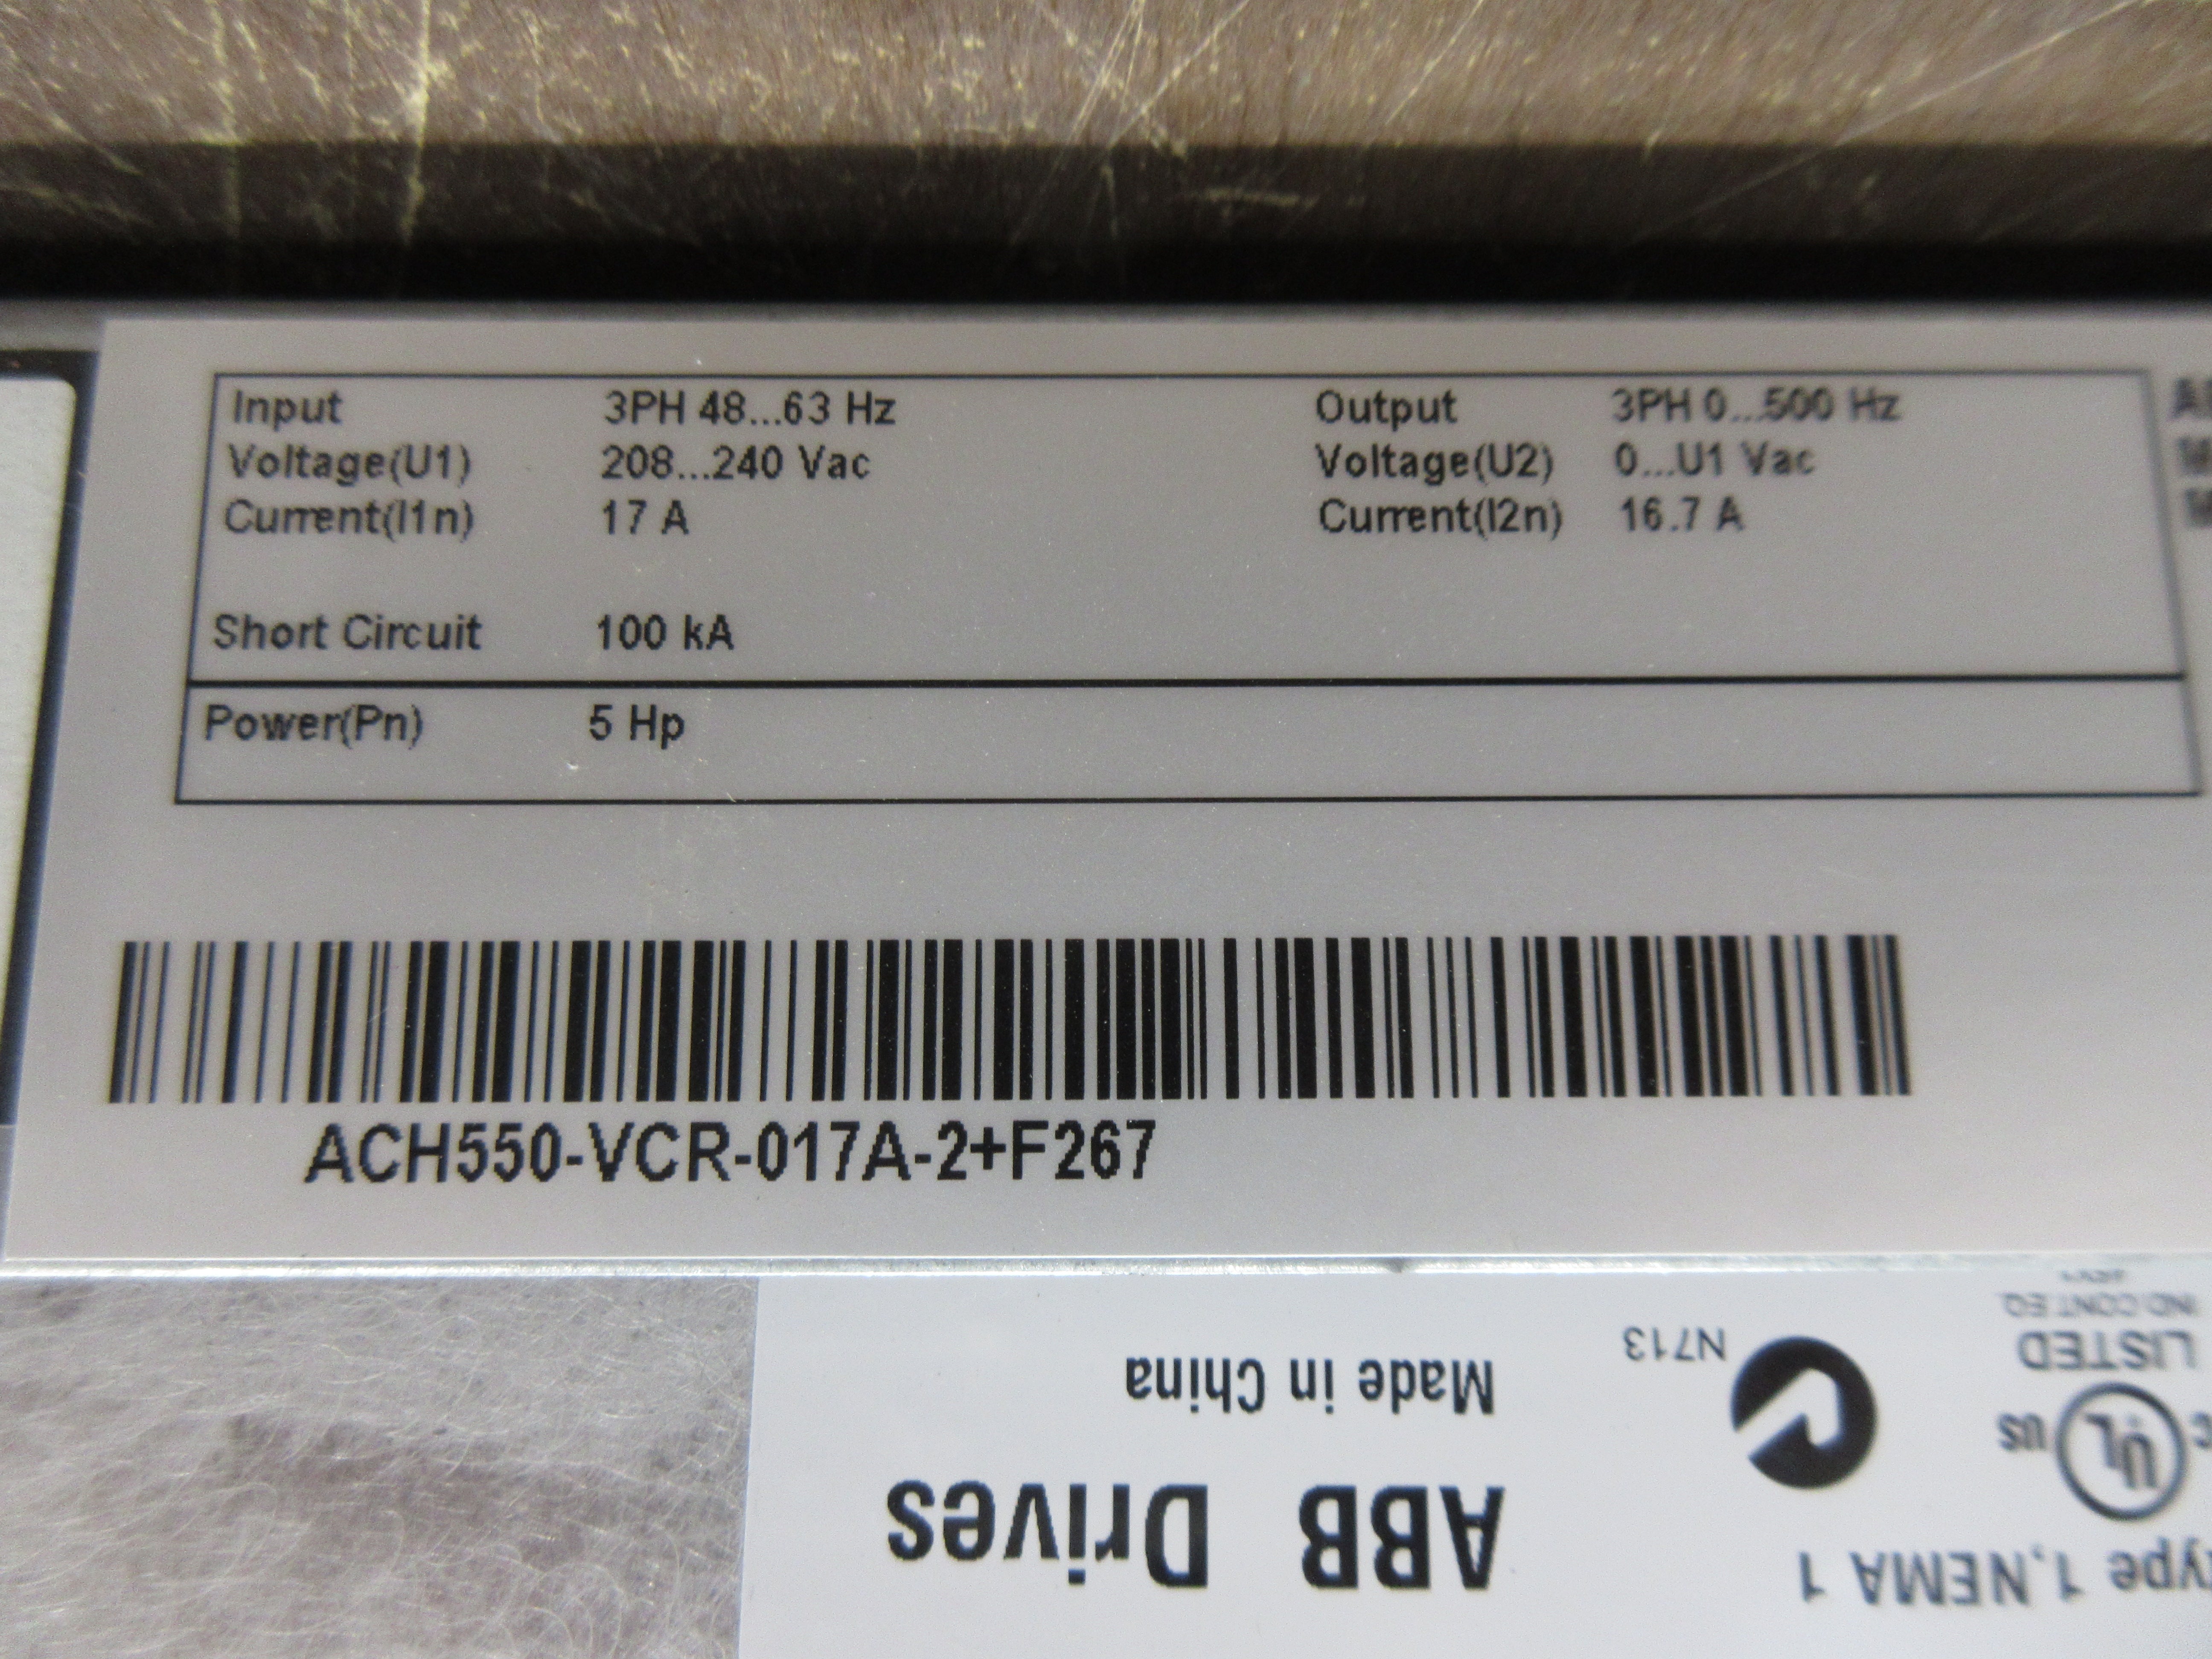 Input 3PH 48...63 Hz Output 3PH 0...500 Hz
Voltage(U1) 208...240 Vac Voltage(U2) 0...U1 Vac
Current(I1n) 17 A Current(I2n) 16.7 A
Short Circuit 100 kA
Power(Pn) 5 Hp
ACH550-VCR-017A-2+F267
Type 1, NEMA 1
ABB Drives
C UL US
LISTED
IND CONT EQ
N713
Made in China